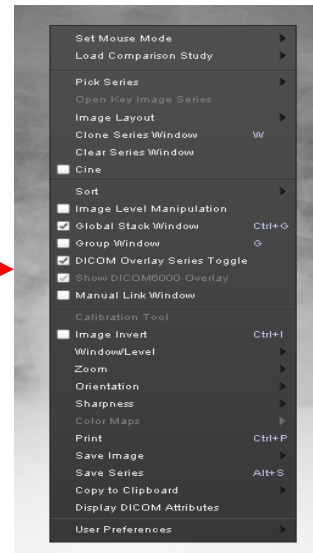 Set Mouse Mode
Load Comparison Study
Pick Series
Open Key Image Series
Image Layout
Clone Series Window W
Clear Series Window
Cine
Sort
Image Level Manipulation
Global Stack Window Ctrl+G
Group Window G
DICOM Overlay Series Toggle
Show DICOM6000 Overlay
Manual Link Window
Calibration Tool
Image Invert Ctrl+I
Window/Level
Zoom
Orientation
Sharpness
Color Maps
Print Ctrl+P
Save Image
Save Series Alt+S
Copy to Clipboard
Display DICOM Attributes
User Preferences